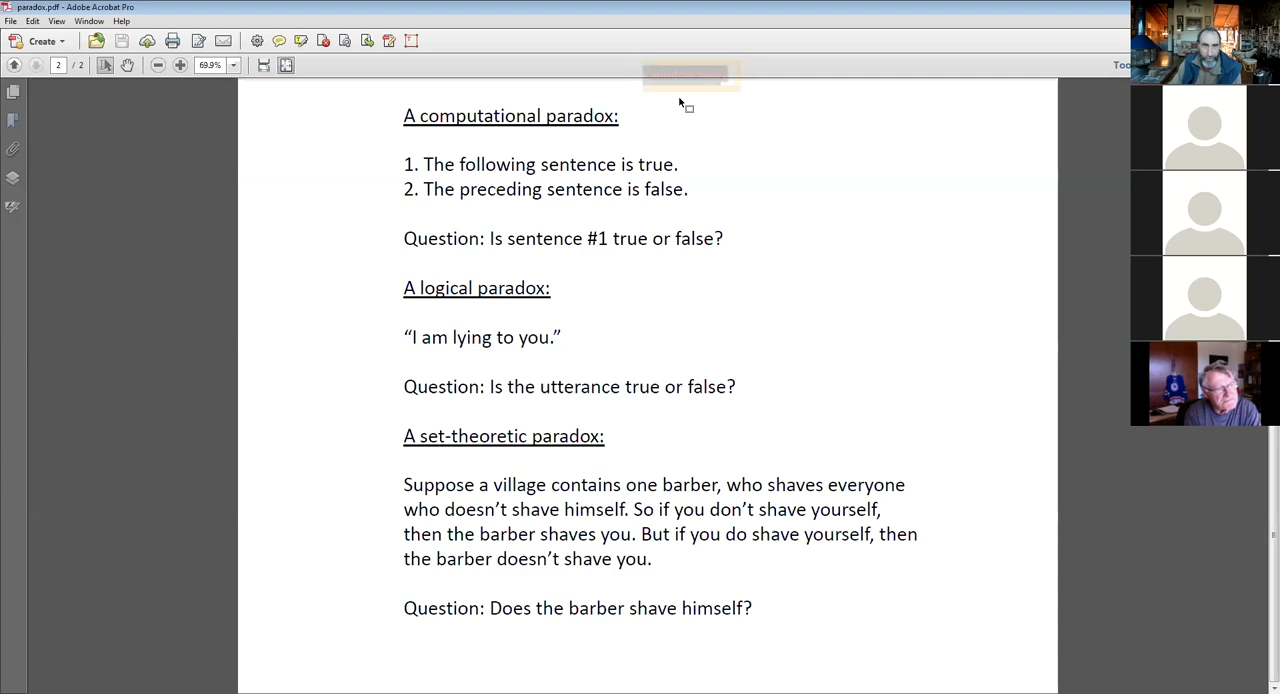 paradox.pdf - Adobe Acrobat Pro
File Edit View Window Help
Create
2 / 2 69.9% Too
A computational paradox:
1. The following sentence is true.
2. The preceding sentence is false.
Question: Is sentence #1 true or false?
A logical paradox:
“I am lying to you.”
Question: Is the utterance true or false?
A set-theoretic paradox:
Suppose a village contains one barber, who shaves everyone
who doesn’t shave himself. So if you don’t shave yourself,
then the barber shaves you. But if you do shave yourself, then
the barber doesn’t shave you.
Question: Does the barber shave himself?